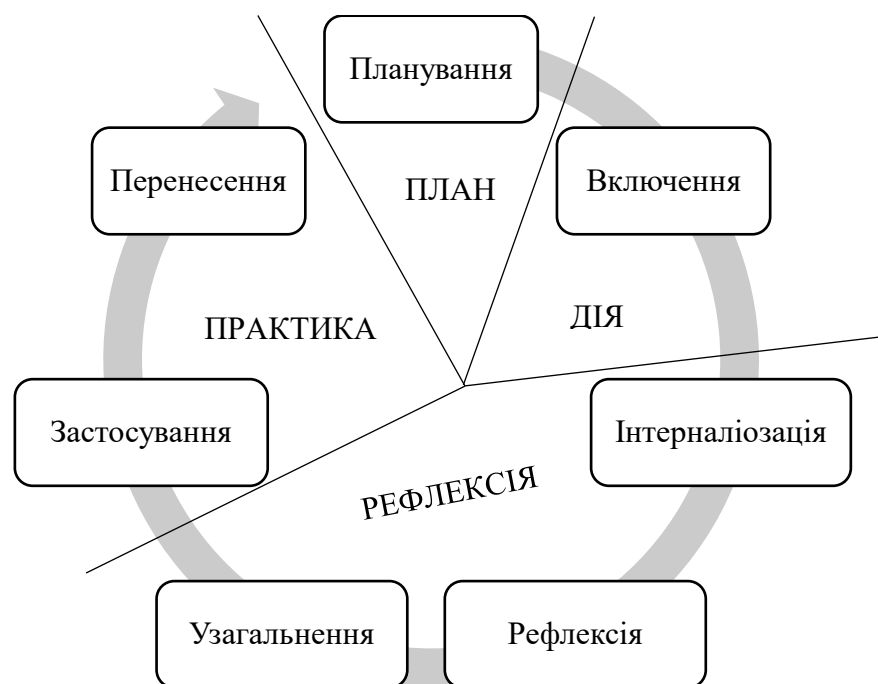 Планування
ПЛАН
Перенесення
Включення
ПРАКТИКА
ДІЯ
Застосування
Інтерналіозація
РЕФЛЕКСІЯ
Узагальнення
Рефлексія